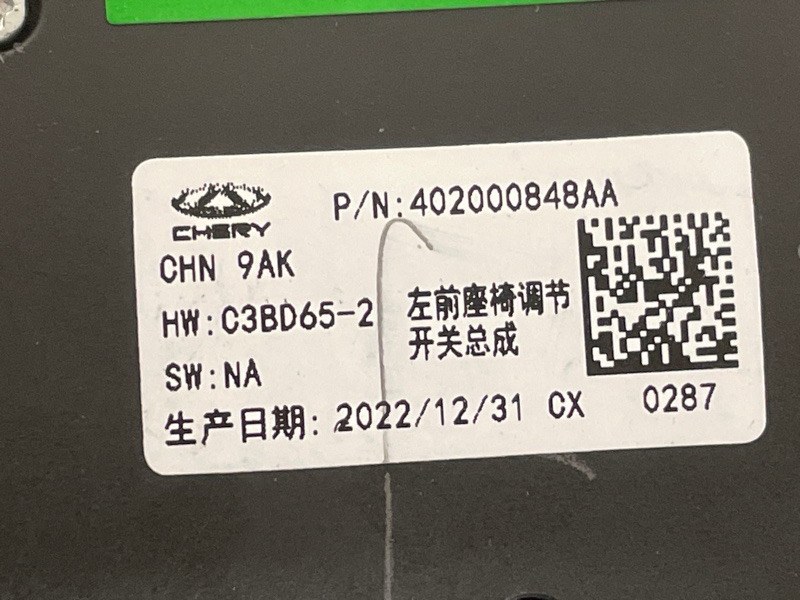 CHERY
P/N:402000848AA
CHN 9AK
HW:C3BD65-2
左前座椅调节
开关总成
SW:NA
生产日期: 2022/12/31 CX
0287